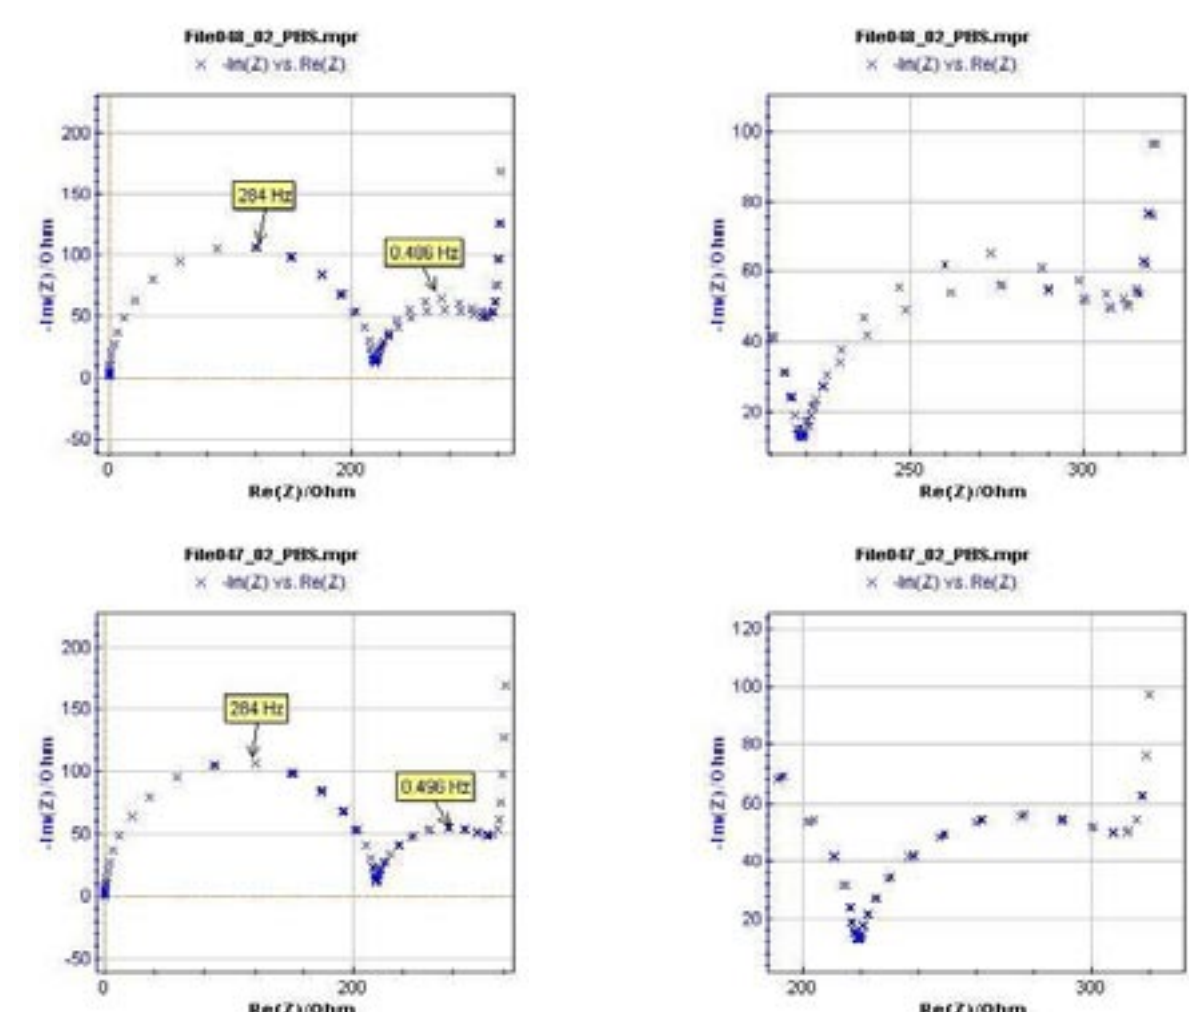 File048_02_PBS.mpr
-Im(Z) vs. Re(Z)
-Im(Z)/Ohm
200
150
100
50
0
-50
284 Hz
0.486 Hz
0
200
Re(Z)/Ohm
File048_02_PBS.mpr
-Im(Z) vs. Re(Z)
-Im(Z)/Ohm
100
80
60
40
20
250
300
Re(Z)/Ohm
File047_02_PBS.mpr
-Im(Z) vs. Re(Z)
-Im(Z)/Ohm
200
150
100
50
0
-50
284 Hz
0.496 Hz
0
200
Re(Z)/Ohm
File047_02_PBS.mpr
-Im(Z) vs. Re(Z)
-Im(Z)/Ohm
120
100
80
60
40
20
200
300
Re(Z)/Ohm